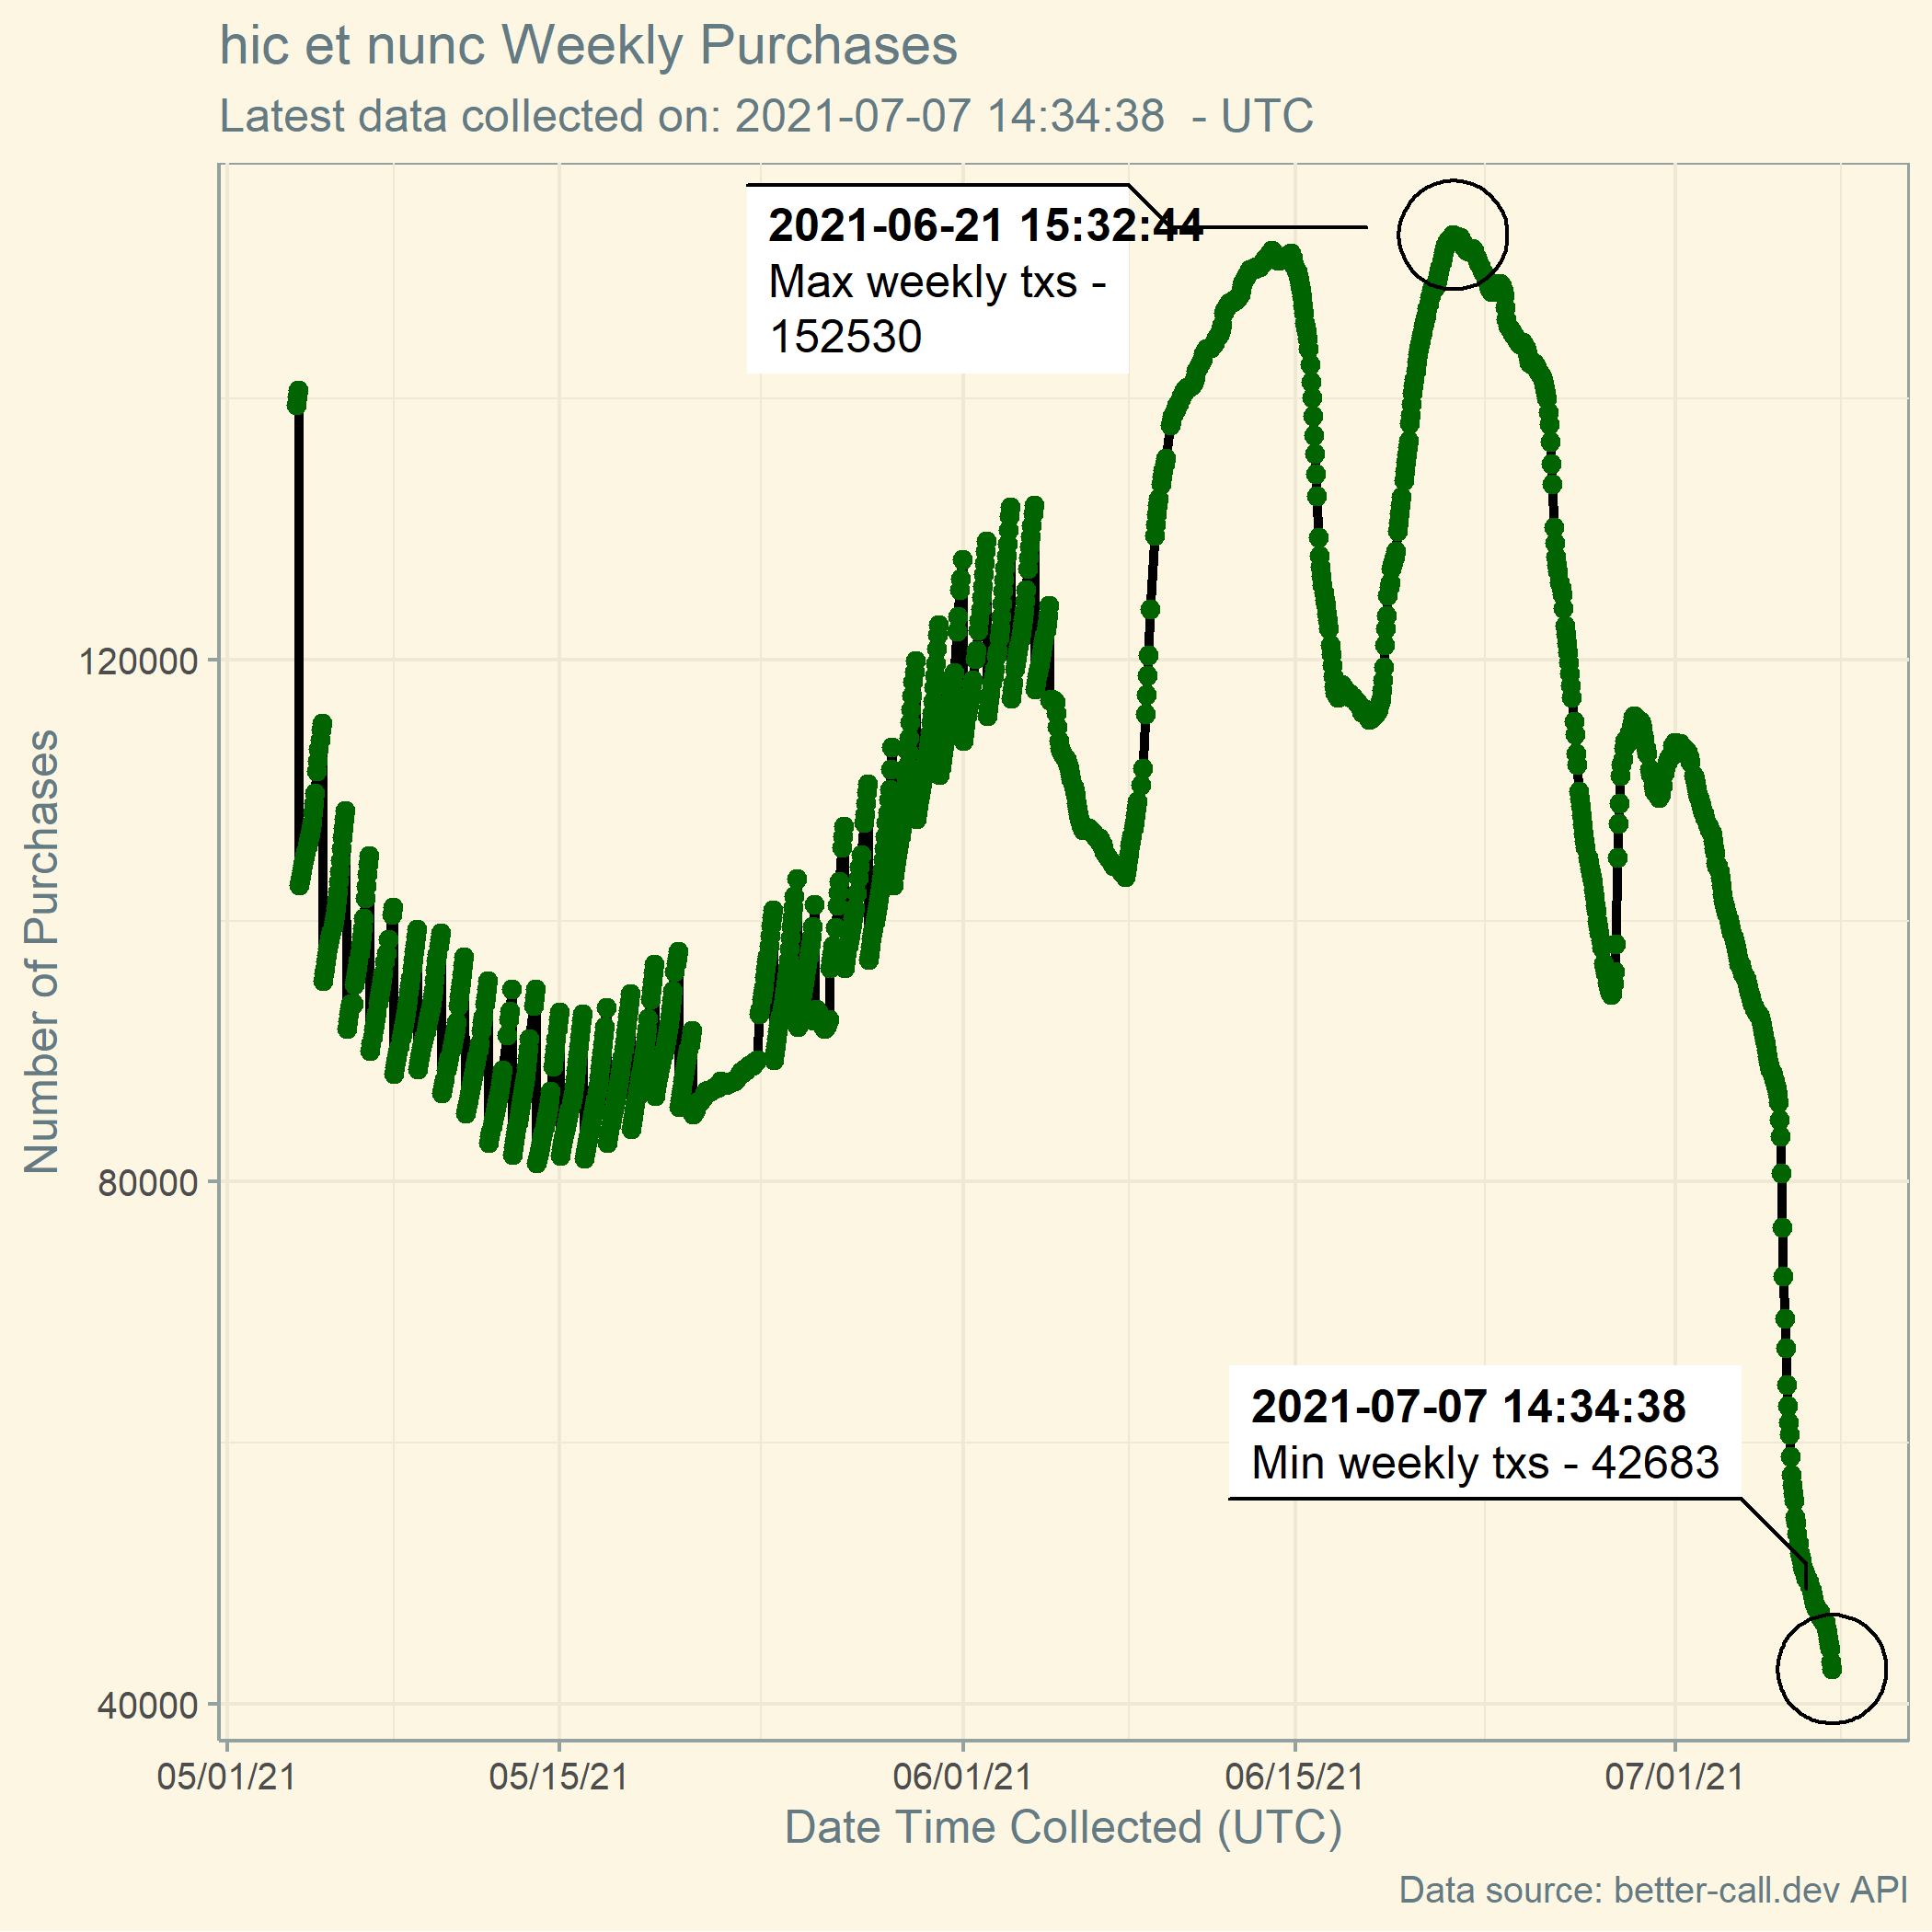 hic et nunc Weekly Purchases
Latest data collected on: 2021-07-07 14:34:38  - UTC
2021-06-21 15:32:44
Max weekly txs -
152530
Number of Purchases
120000
80000
40000
2021-07-07 14:34:38
Min weekly txs - 42683
05/01/21 05/15/21 06/01/21 06/15/21 07/01/21
Date Time Collected (UTC)
Data source: better-call.dev API